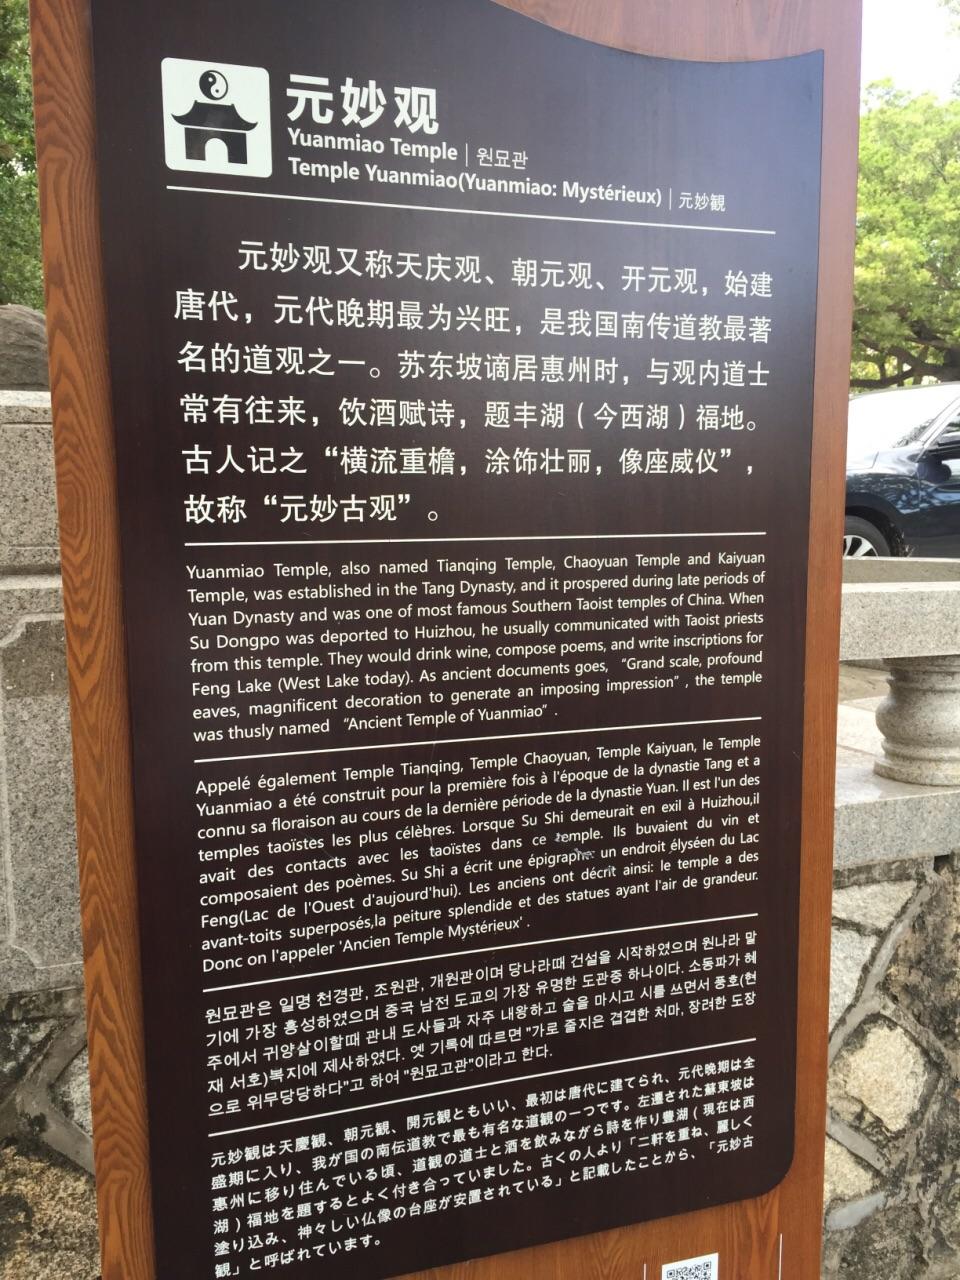 元妙观
Yuanmiao Temple | 원묘관
Temple Yuanmiao(Yuanmiao: Mystérieux) | 元妙観
元妙观又称天庆观、朝元观、开元观，始建
唐代，元代晚期最为兴旺，是我国南传道教最著
名的道观之一。苏东坡谪居惠州时，与观内道士
常有往来，饮酒赋诗，题丰湖（今西湖）福地。
古人记之“横流重檐，涂饰壮丽，像座威仪”，
故称“元妙古观”。
Yuanmiao Temple, also named Tianqing Temple, Chaoyuan Temple and Kaiyuan
Temple, was established in the Tang Dynasty, and it prospered during late periods of
Yuan Dynasty and was one of most famous Southern Taoist temples of China. When
Su Dongpo was deported to Huizhou, he usually communicated with Taoist priests
from this temple. They would drink wine, compose poems, and write inscriptions for
Feng Lake (West Lake today). As ancient documents goes, “Grand scale, profound
eaves, magnificent decoration to generate an imposing impression”, the temple
was thusly named “Ancient Temple of Yuanmiao”.
Appelé également Temple Tianqing, Temple Chaoyuan, Temple Kaiyuan, le Temple
Yuanmiao a été construit pour la première fois à l'époque de la dynastie Tang et a
connu sa floraison au cours de la dernière période de la dynastie Yuan. Il est l'un des
temples taoïstes les plus célèbres. Lorsque Su Shi demeurait en exil à Huizhou,il
avait des contacts avec les taoïstes dans ce temple. Ils buvaient du vin et
composaient des poèmes. Su Shi a écrit une épigraphe: un endroit élyséen du Lac
Feng(Lac de l'Ouest d'aujourd'hui). Les anciens ont décrit ainsi: le temple a des
avant-toits superposés,la peiture splendide et des statues ayant l'air de grandeur.
Donc on l'appeler 'Ancien Temple Mystérieux'.
원묘관은 일명 천경관, 조원관, 개원관이며 당나라때 건설을 시작하였으며 원나라 말
기에 가장 흥성하였으며 중국 남전 도교의 가장 유명한 도관중 하나이다. 소동파가 혜
주에서 귀양살이할때 관내 도사들과 자주 내왕하고 술을 마시고 시를 쓰면서 풍호(현
재 서호)복지에 제사하였다. 옛 기록에 따르면 "가로 줄지은 겹겹한 처마, 장려한 도장
으로 위무당당하다"고 하여 "원묘고관"이라고 한다.
元妙観は天慶観、朝元観、開元観ともいい、最初は唐代に建てられ、元代晩期は全
盛期に入り、我が国の南伝道教で最も有名な道観の一つです。左遷された蘇東坡は
惠州に移り住んでいる頃、道観の道士と酒を飲みながら詩を作り豊湖（現在は西
湖）福地を題するとよく付き合っていました。古くの人より「二軒を重ね、麗しく
塗り込み、神々しい仏像の台座が安置されている」と記載したことから、「元妙古
観」と呼ばれています。